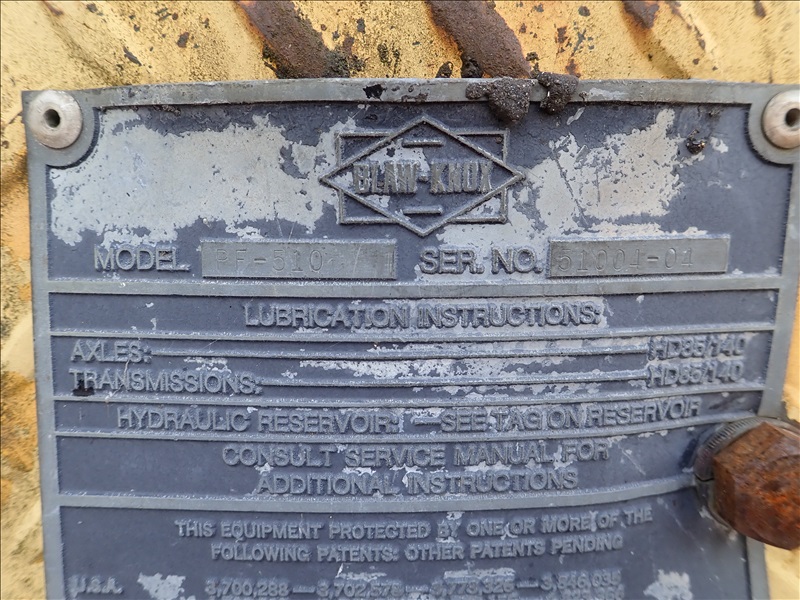 BLAW-KNOX
MODEL PF-510 SER. NO. 51004-04
LUBRICATION INSTRUCTIONS:
AXLES: HD85/140
TRANSMISSIONS: HD85/140
HYDRAULIC RESERVOIR: — SEE TAG ON RESERVOIR
CONSULT SERVICE MANUAL FOR
ADDITIONAL INSTRUCTIONS
THIS EQUIPMENT PROTECTED BY ONE OR MORE OF THE
FOLLOWING PATENTS: OTHER PATENTS PENDING
U.S.A. 3,700,288 —